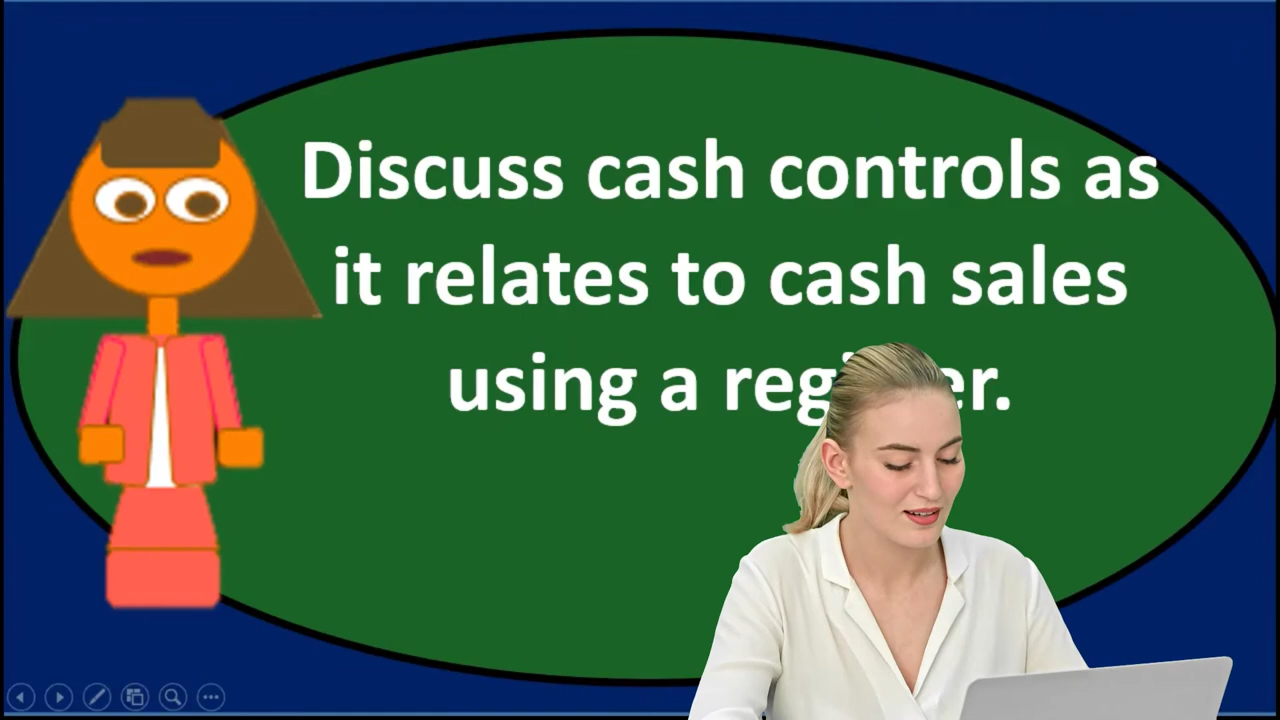 Discuss cash controls as
it relates to cash sales
using a